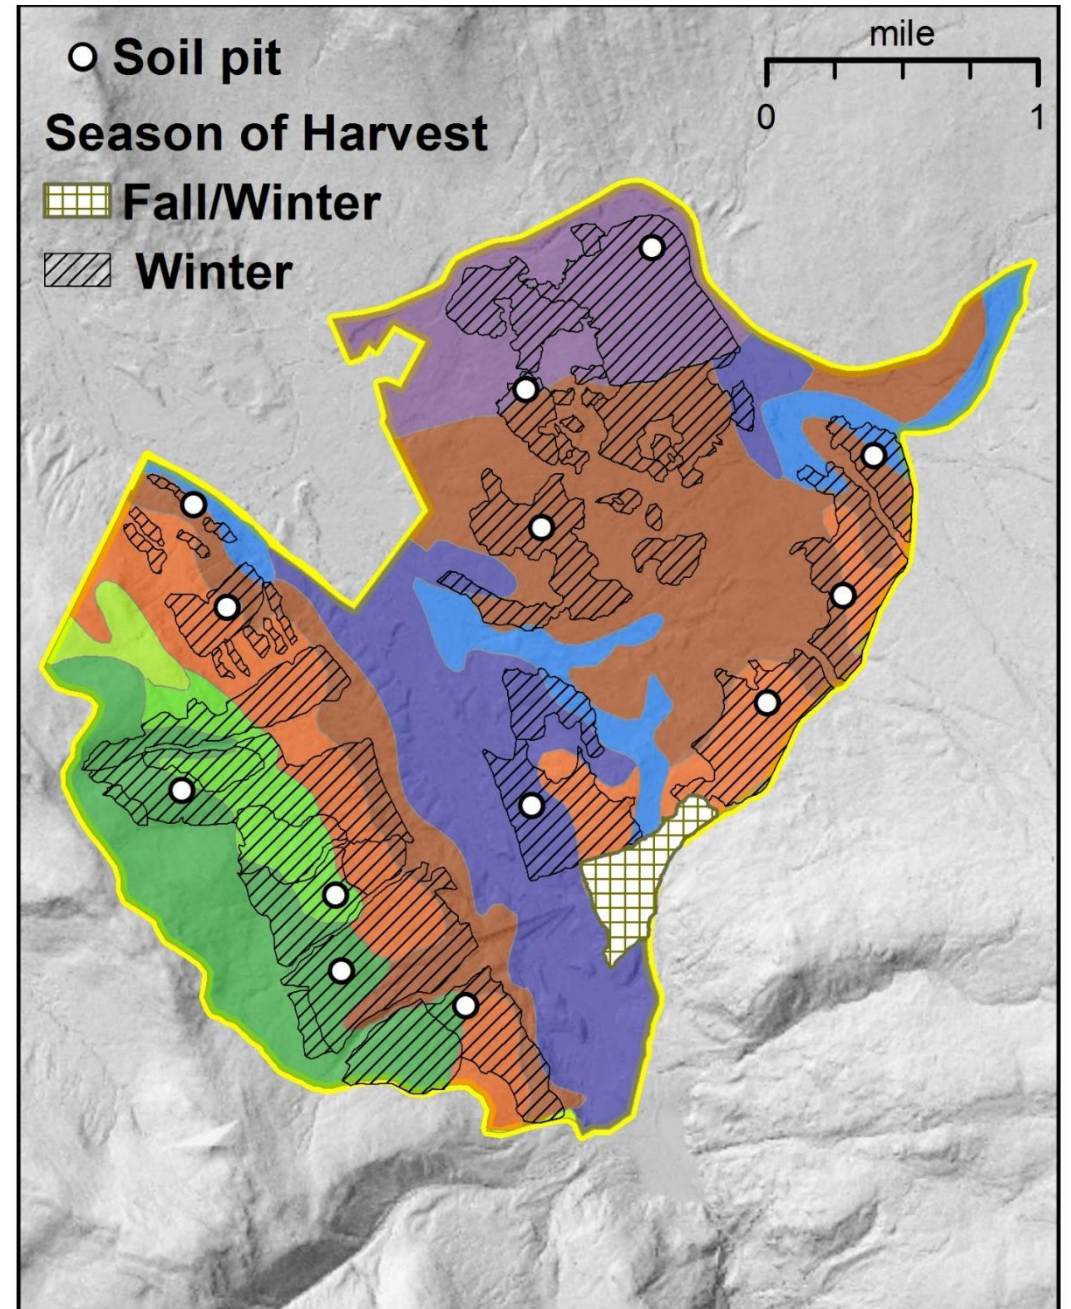 Soil pit
Season of Harvest
Fall/Winter
Winter
mile
0 1